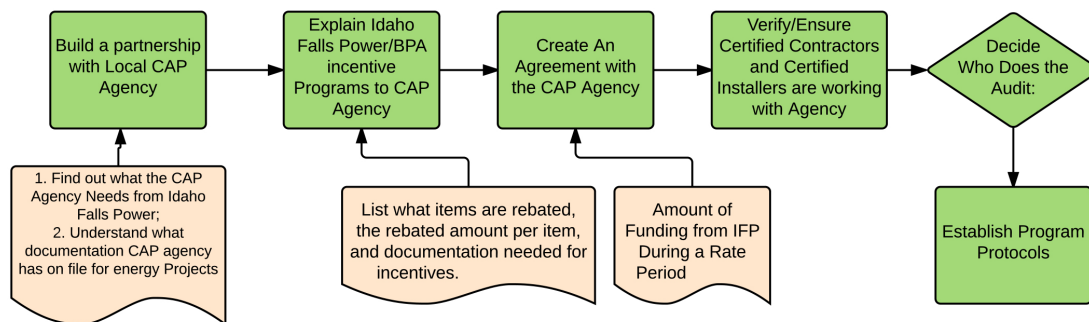 Build a partnership
with Local CAP
Agency
Explain Idaho
Falls Power/BPA
incentive
Programs to CAP
Agency
Create An
Agreement with
the CAP Agency
Verify/Ensure
Certified Contractors
and Certified
Installers are working
with Agency
Decide
Who Does the
Audit:
1. Find out what the CAP
Agency Needs from Idaho
Falls Power;
2. Understand what
documentation CAP agency
has on file for energy Projects
List what items are rebated,
the rebated amount per item,
and documentation needed for
incentives.
Amount of
Funding from IFP
During a Rate
Period
Establish Program
Protocols